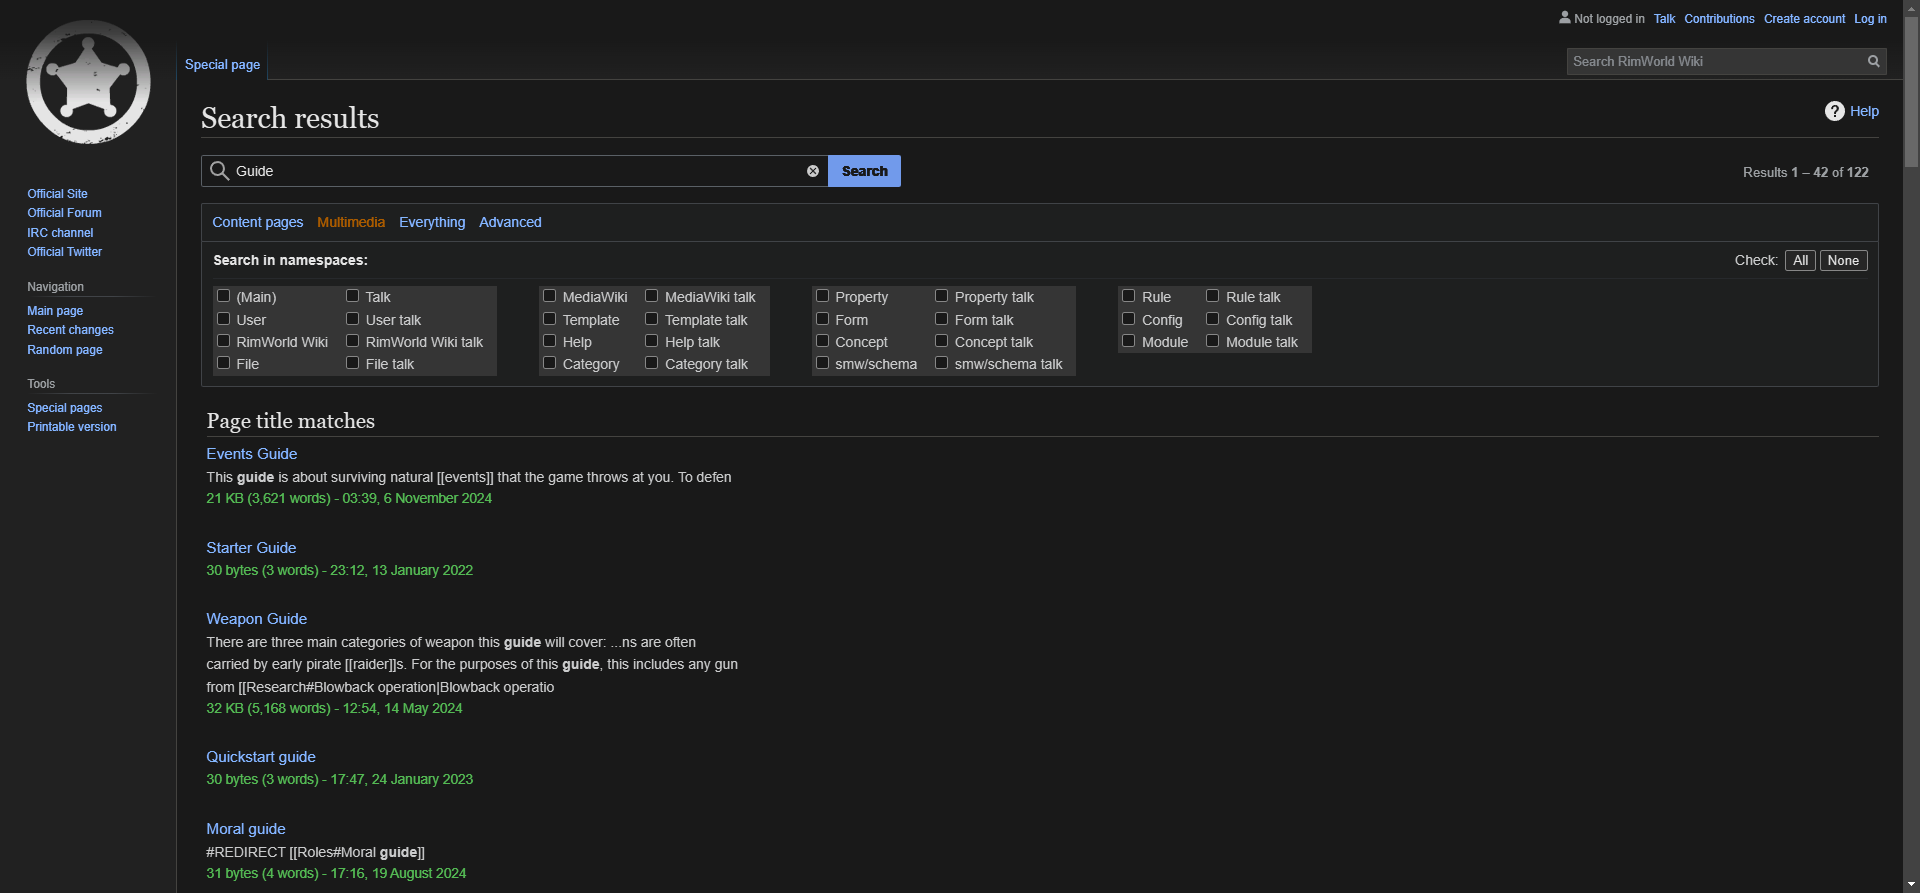 Not logged in Talk Contributions Create account Log in
Special page
Search RimWorld Wiki
Official Site
Official Forum
IRC channel
Official Twitter
Navigation
Main page
Recent changes
Random page
Tools
Special pages
Printable version
Search results
? Help
Guide
Search
Results 1 – 42 of 122
Content pages Multimedia Everything Advanced
Search in namespaces:
Check: All None
(Main) Talk MediaWiki MediaWiki talk Property Property talk Rule Rule talk
User User talk Template Template talk Form Form talk Config Config talk
RimWorld Wiki RimWorld Wiki talk Help Help talk Concept Concept talk Module Module talk
File File talk Category Category talk smw/schema smw/schema talk
Page title matches
Events Guide
This guide is about surviving natural [[events]] that the game throws at you. To defen
21 KB (3,621 words) - 03:39, 6 November 2024
Starter Guide
30 bytes (3 words) - 23:12, 13 January 2022
Weapon Guide
There are three main categories of weapon this guide will cover: ...ns are often
carried by early pirate [[raider]]s. For the purposes of this guide, this includes any gun
from [[Research#Blowback operation|Blowback operatio
32 KB (5,168 words) - 12:54, 14 May 2024
Quickstart guide
30 bytes (3 words) - 17:47, 24 January 2023
Moral guide
#REDIRECT [[Roles#Moral guide]]
31 bytes (4 words) - 17:16, 19 August 2024